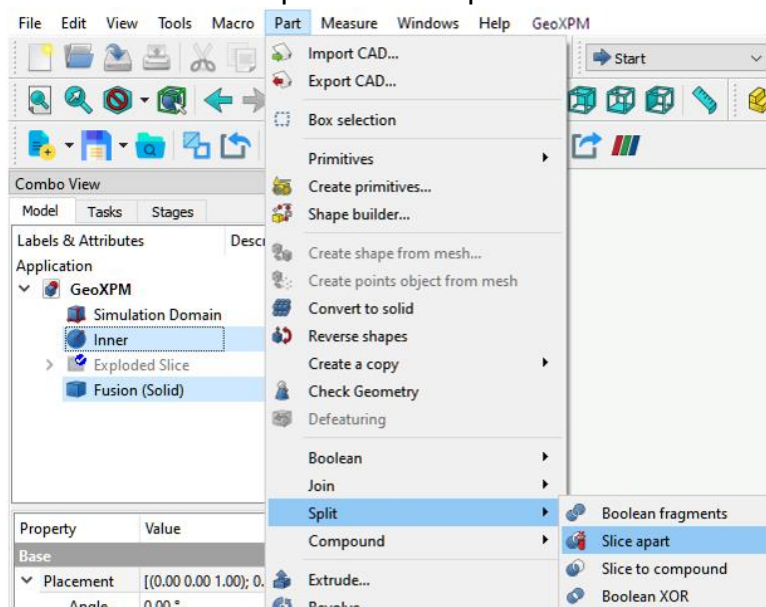 File Edit View Tools Macro Part Measure Windows Help GeoXPM
Import CAD...
Start
Export CAD...
Box selection
Primitives
Combo View
Create primitives...
Model Tasks Stages
Shape builder...
Labels & Attributes Descr
Create shape from mesh...
Application
Create points object from mesh
GeoXPM
Convert to solid
Simulation Domain
Reverse shapes
Inner
Create a copy
Exploded Slice
Check Geometry
Fusion (Solid)
Defeaturing
Boolean
Join
Split
Boolean fragments
Property Value
Compound
Slice apart
Base
Slice to compound
Placement [(0.00 0.00 1.00); 0.
Extrude...
Boolean XOR
Angle 0.00 °
Revolve